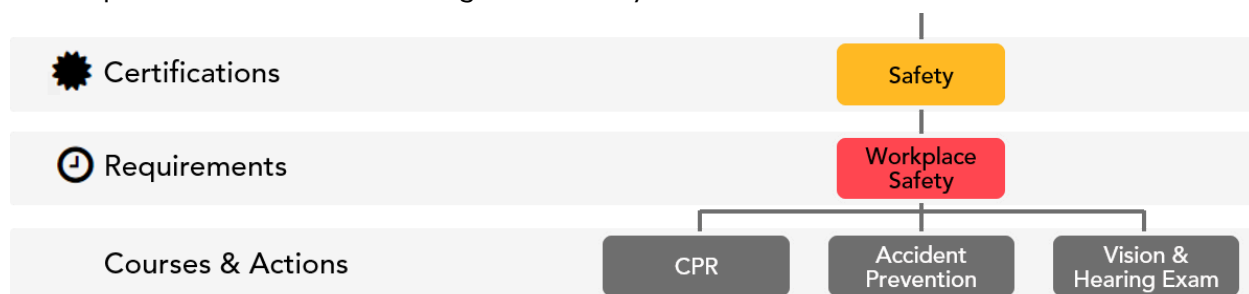 Certifications
Safety
Requirements
Workplace
Safety
Courses & Actions
CPR
Accident
Prevention
Vision &
Hearing Exam